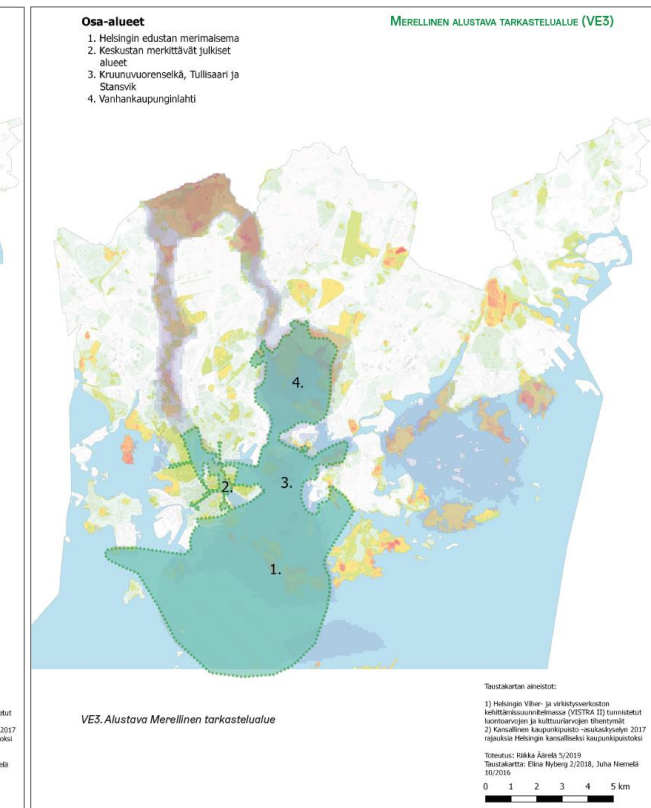 Osa-alueet
1. Helsingin edustan merimaisema
2. Keskustan merkittävät julkiset
alueet
3. Kruunuvuorenselkä, Tullisaari ja
Stansvik
4. Vanhankaupunginlahti
MERELLINEN ALUSTAVA TARKASTELUALUE (VE3)
4.
2.
3.
1.
VE3. Alustava Merellinen tarkastelualue
Taustakartan aineistot:
1) Helsingin Viher- ja virkistysverkoston
kehittämissuunnitelmassa (VISTRA II) tunnistetut
luontoarvojen ja kulttuuriarvojen tihentymät
2) Kansallinen kaupunkipuisto -asukaskyselyn 2017
rajauksia Helsingin kansalliseksi kaupunkipuistoksi
Toteutus: Riikka Äärelä 5/2019
Taustakartta: Elina Nyberg 2/2018, Juha Niemelä
10/2016
0 1 2 3 4 5 km
2017